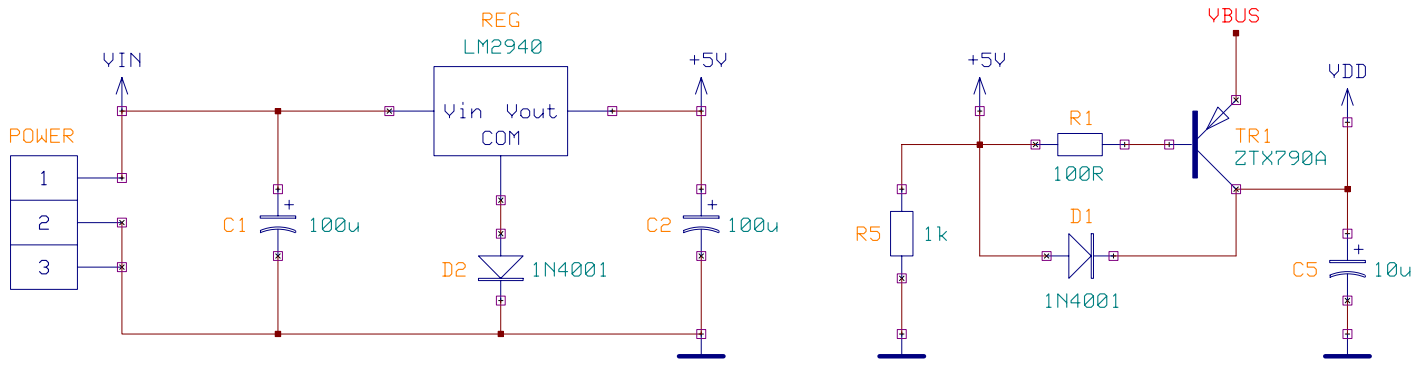 REG
LM2940
VIN
+5V
POWER
1
2
3
Vin Vout
COM
C1
+
100u
C2
+
100u
D2
1N4001
VBUS
+5V
VDD
R1
100R
TR1
ZTX790A
R5
1k
D1
1N4001
C5
+
10u